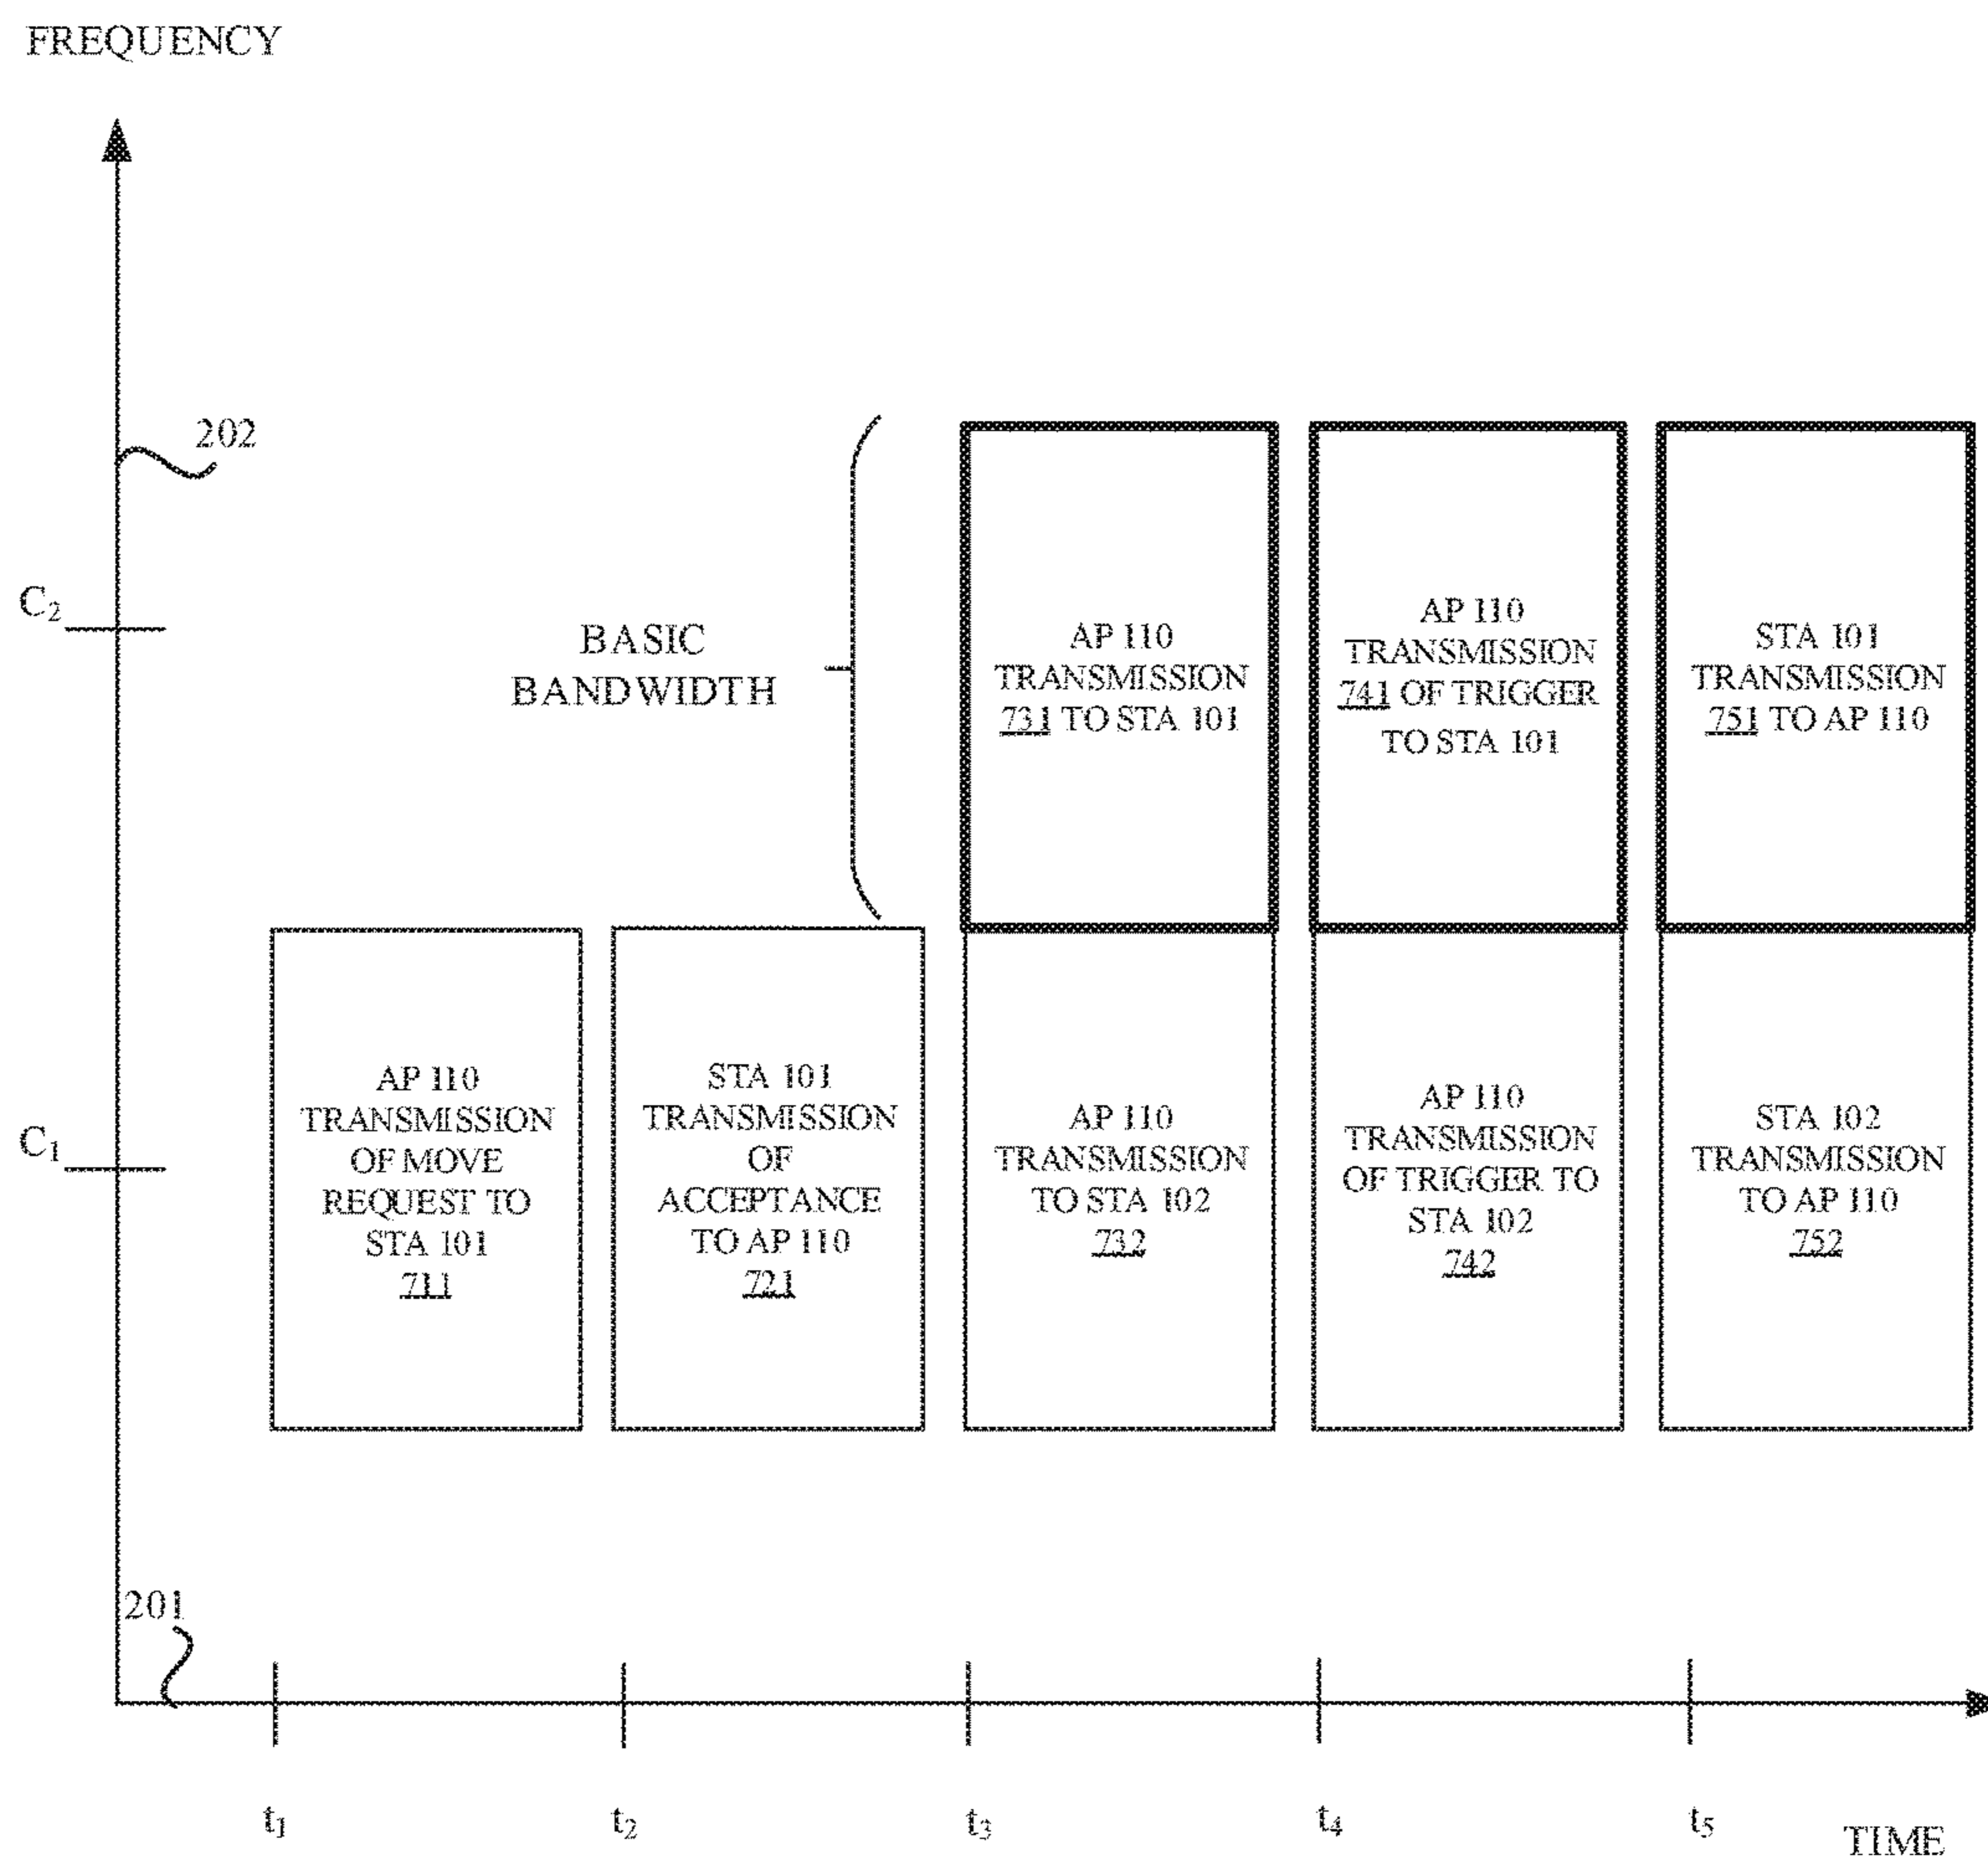 FREQUENCY
202
C2
BASIC
BANDWIDTH
AP 110
TRANSMISSION
731 TO STA 101
AP 110
TRANSMISSION
741 OF TRIGGER
TO STA 101
STA 101
TRANSMISSION
751 TO AP 110
C1
AP 110
TRANSMISSION
OF MOVE
REQUEST TO
STA 101
711
STA 101
TRANSMISSION
OF
ACCEPTANCE
TO AP 110
721
AP 110
TRANSMISSION
TO STA 102
732
AP 110
TRANSMISSION
OF TRIGGER TO
STA 102
742
STA 102
TRANSMISSION
TO AP 110
752
201
t1
t2
t3
t4
t5
TIME